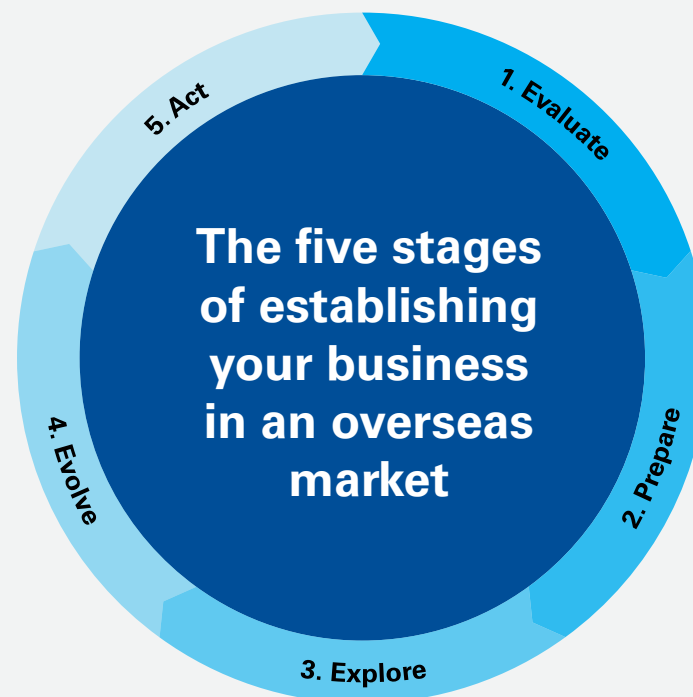 The five stages
of establishing
your business
in an overseas
market
1. Evaluate
2. Prepare
3. Explore
4. Evolve
5. Act